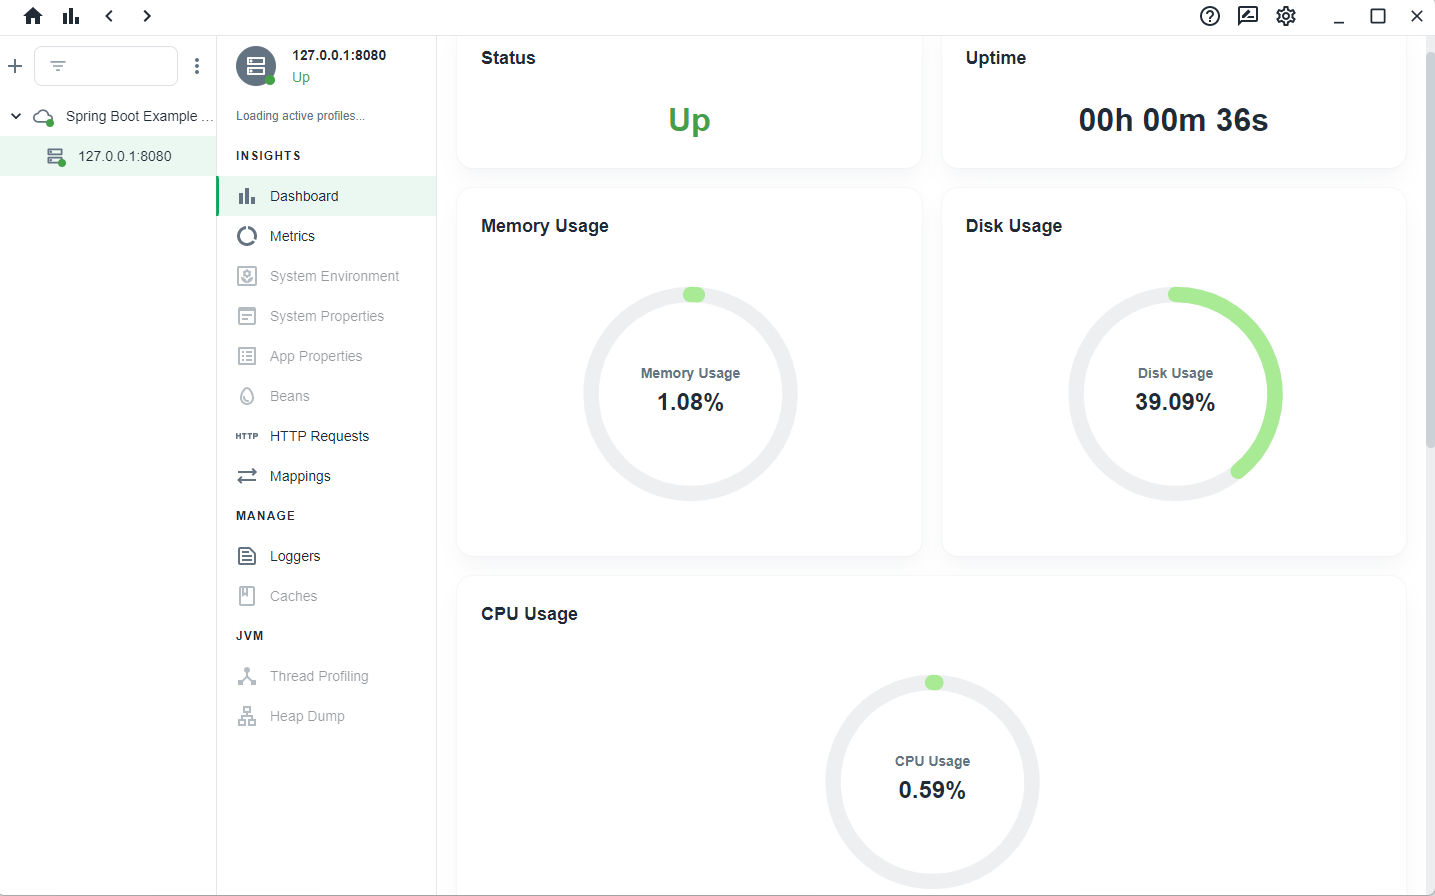 Spring Boot Example ...
127.0.0.1:8080
127.0.0.1:8080
Up
Loading active profiles...
INSIGHTS
Dashboard
Metrics
System Environment
System Properties
App Properties
Beans
HTTP HTTP Requests
Mappings
MANAGE
Loggers
Caches
JVM
Thread Profiling
Heap Dump
Status
Up
Uptime
00h 00m 36s
Memory Usage
Memory Usage
1.08%
Disk Usage
Disk Usage
39.09%
CPU Usage
CPU Usage
0.59%